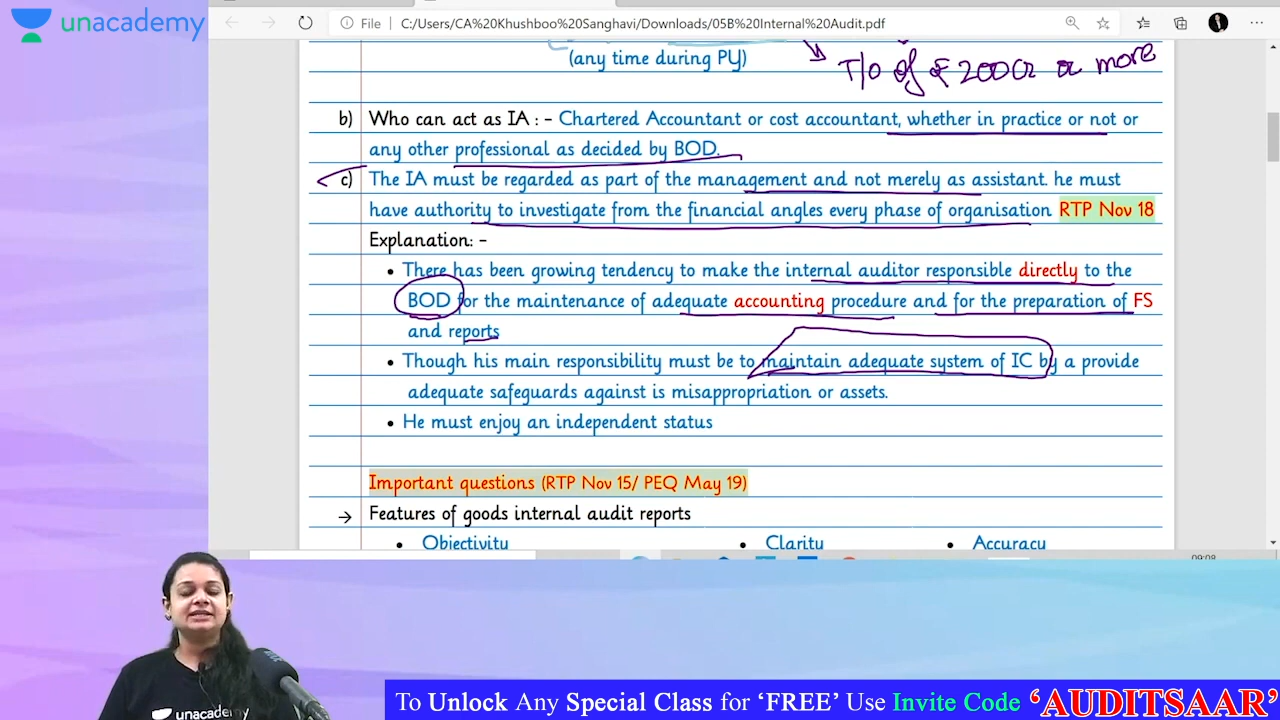 unacademy
File
C:/Users/CA%20Khushboo%20Sanghavi/Downloads/05B%20Internal%20Audit.pdf
(any time during PY)
T/O of ₹ 200 Cr or more
b) Who can act as IA : - Chartered Accountant or cost accountant, whether in practice or not or
any other professional as decided by BOD.
c) The IA must be regarded as part of the management and not merely as assistant. he must
have authority to investigate from the financial angles every phase of organisation RTP Nov 18
Explanation: -
• There has been growing tendency to make the internal auditor responsible directly to the
BOD for the maintenance of adequate accounting procedure and for the preparation of FS
and reports
• Though his main responsibility must be to maintain adequate system of IC by a provide
adequate safeguards against is misappropriation or assets.
• He must enjoy an independent status
Important questions (RTP Nov 15/ PEQ May 19)
→ Features of goods internal audit reports
• Objectivity • Clarity • Accuracy
09:08
unacademy
To Unlock Any Special Class for ‘FREE’ Use Invite Code ‘AUDITSAAR’